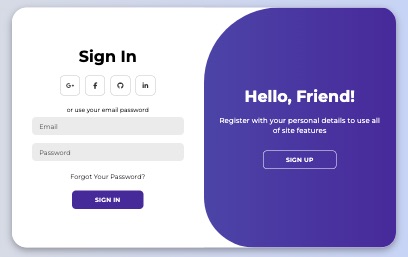 Sign In
G+ f in
or use your email password
Email
Password
Forgot Your Password?
SIGN IN
Hello, Friend!
Register with your personal details to use all
of site features
SIGN UP